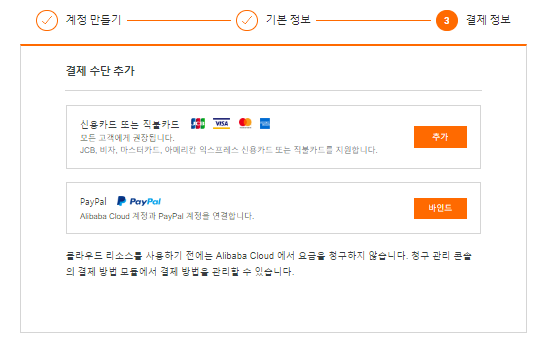 계정 만들기 기본 정보 3 결제 정보
결제 수단 추가
신용카드 또는 직불카드 JCB VISA
모든 고객에게 권장됩니다.
JCB, 비자, 마스터카드, 아메리칸 익스프레스 신용카드 또는 직불카드를 지원합니다.
추가
PayPal PayPal
Alibaba Cloud 계정과 PayPal 계정을 연결합니다.
바인드
클라우드 리소스를 사용하기 전에는 Alibaba Cloud 에서 요금을 청구하지 않습니다. 청구 관리 콘솔
의 결제 방법 모듈에서 결제 방법을 관리할 수 있습니다.